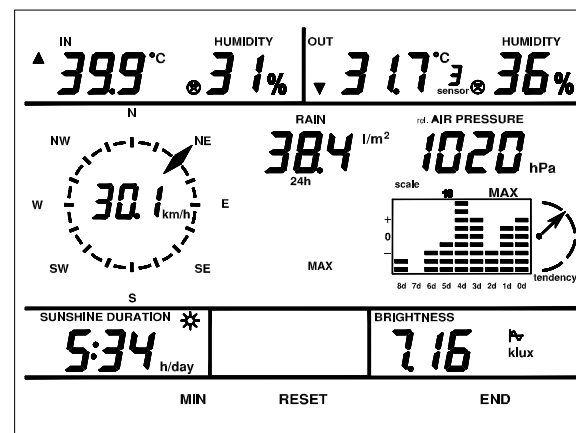 IN HUMIDITY OUT HUMIDITY
▲ 39.9 °C 31% ▼ 31.7 °C 3 sensor 36%
N RAIN rel. AIR PRESSURE
NW NE 38.4 l/m² 1020 hPa
24h
scale 10 MAX
W 30.1 km/h E + 0 –
SW SE MAX tendency
8d 7d 6d 5d 4d 3d 2d 1d 0d
S
SUNSHINE DURATION BRIGHTNESS
5:34 h/day 7.16 klux
MIN RESET END